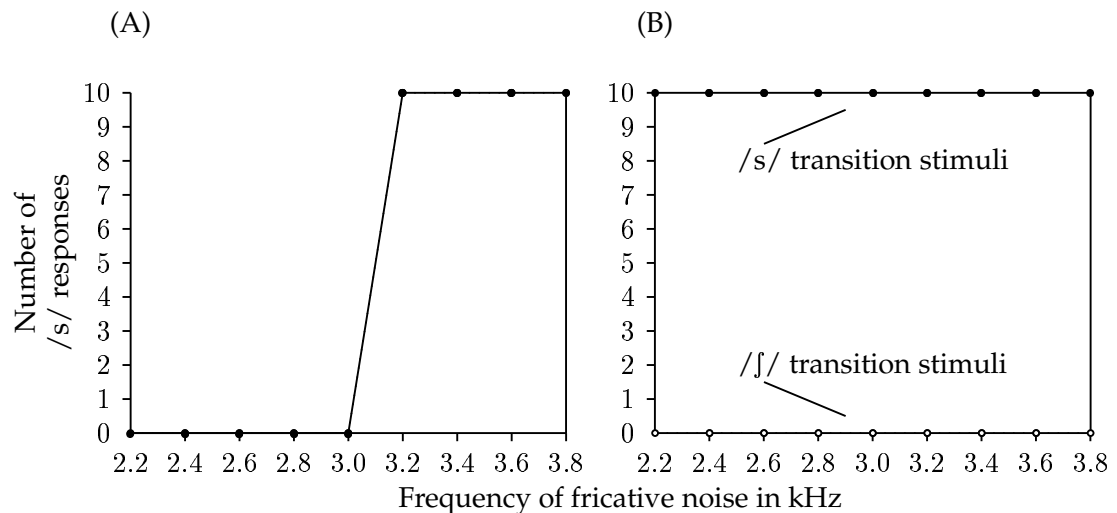 (A)
(B)
Number of
/s/ responses
10
9
8
7
6
5
4
3
2
1
0
2.2 2.4 2.6 2.8 3.0 3.2 3.4 3.6 3.8
10
9
8
7
6
5
4
3
2
1
0
/s/ transition stimuli
/ʃ/ transition stimuli
2.2 2.4 2.6 2.8 3.0 3.2 3.4 3.6 3.8
Frequency of fricative noise in kHz